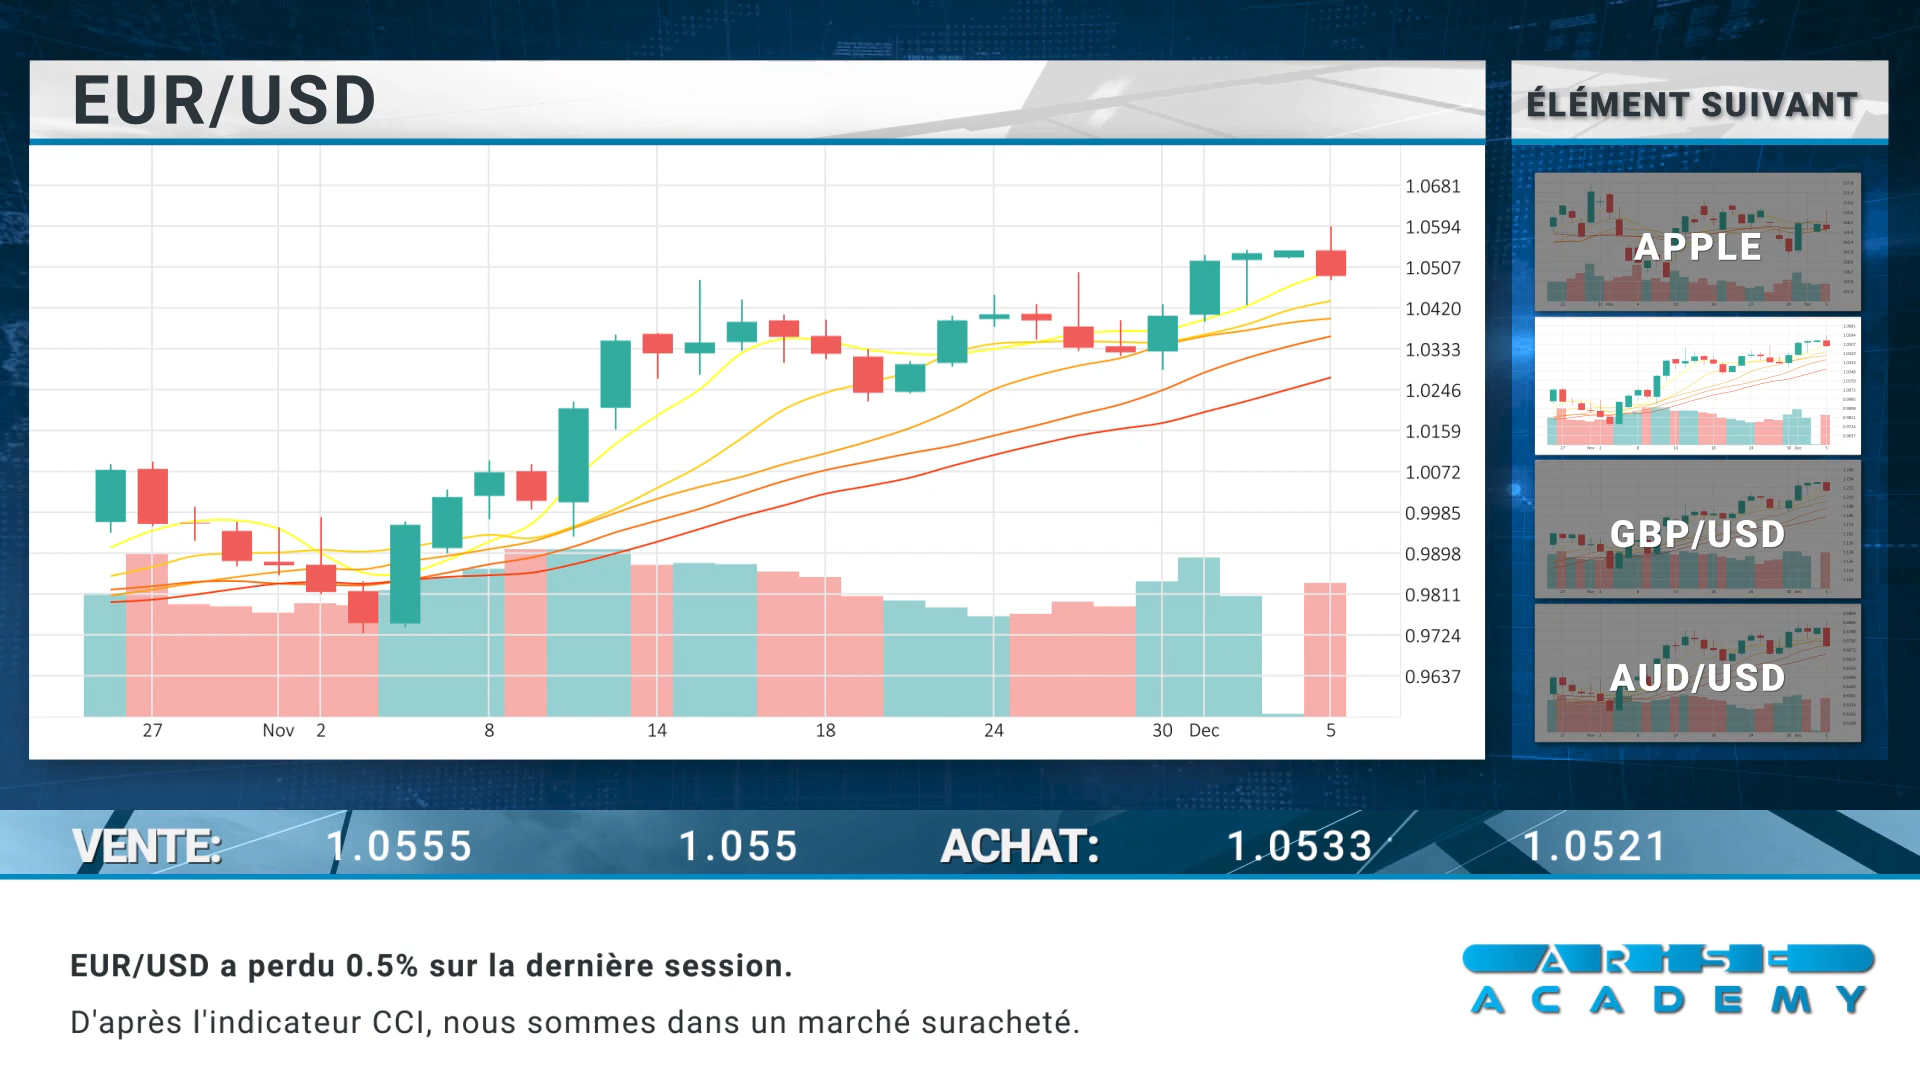 EUR/USD
ÉLÉMENT SUIVANT
1.0681
1.0594
1.0507
1.0420
1.0333
1.0246
1.0159
1.0072
0.9985
0.9898
0.9811
0.9724
0.9637
27 Nov 2 8 14 18 24 30 Dec 5
APPLE
GBP/USD
AUD/USD
VENTE: 1.0555 1.055 ACHAT: 1.0533 1.0521
EUR/USD a perdu 0.5% sur la dernière session.
D'après l'indicateur CCI, nous sommes dans un marché suracheté.
ARISE
ACADEMY